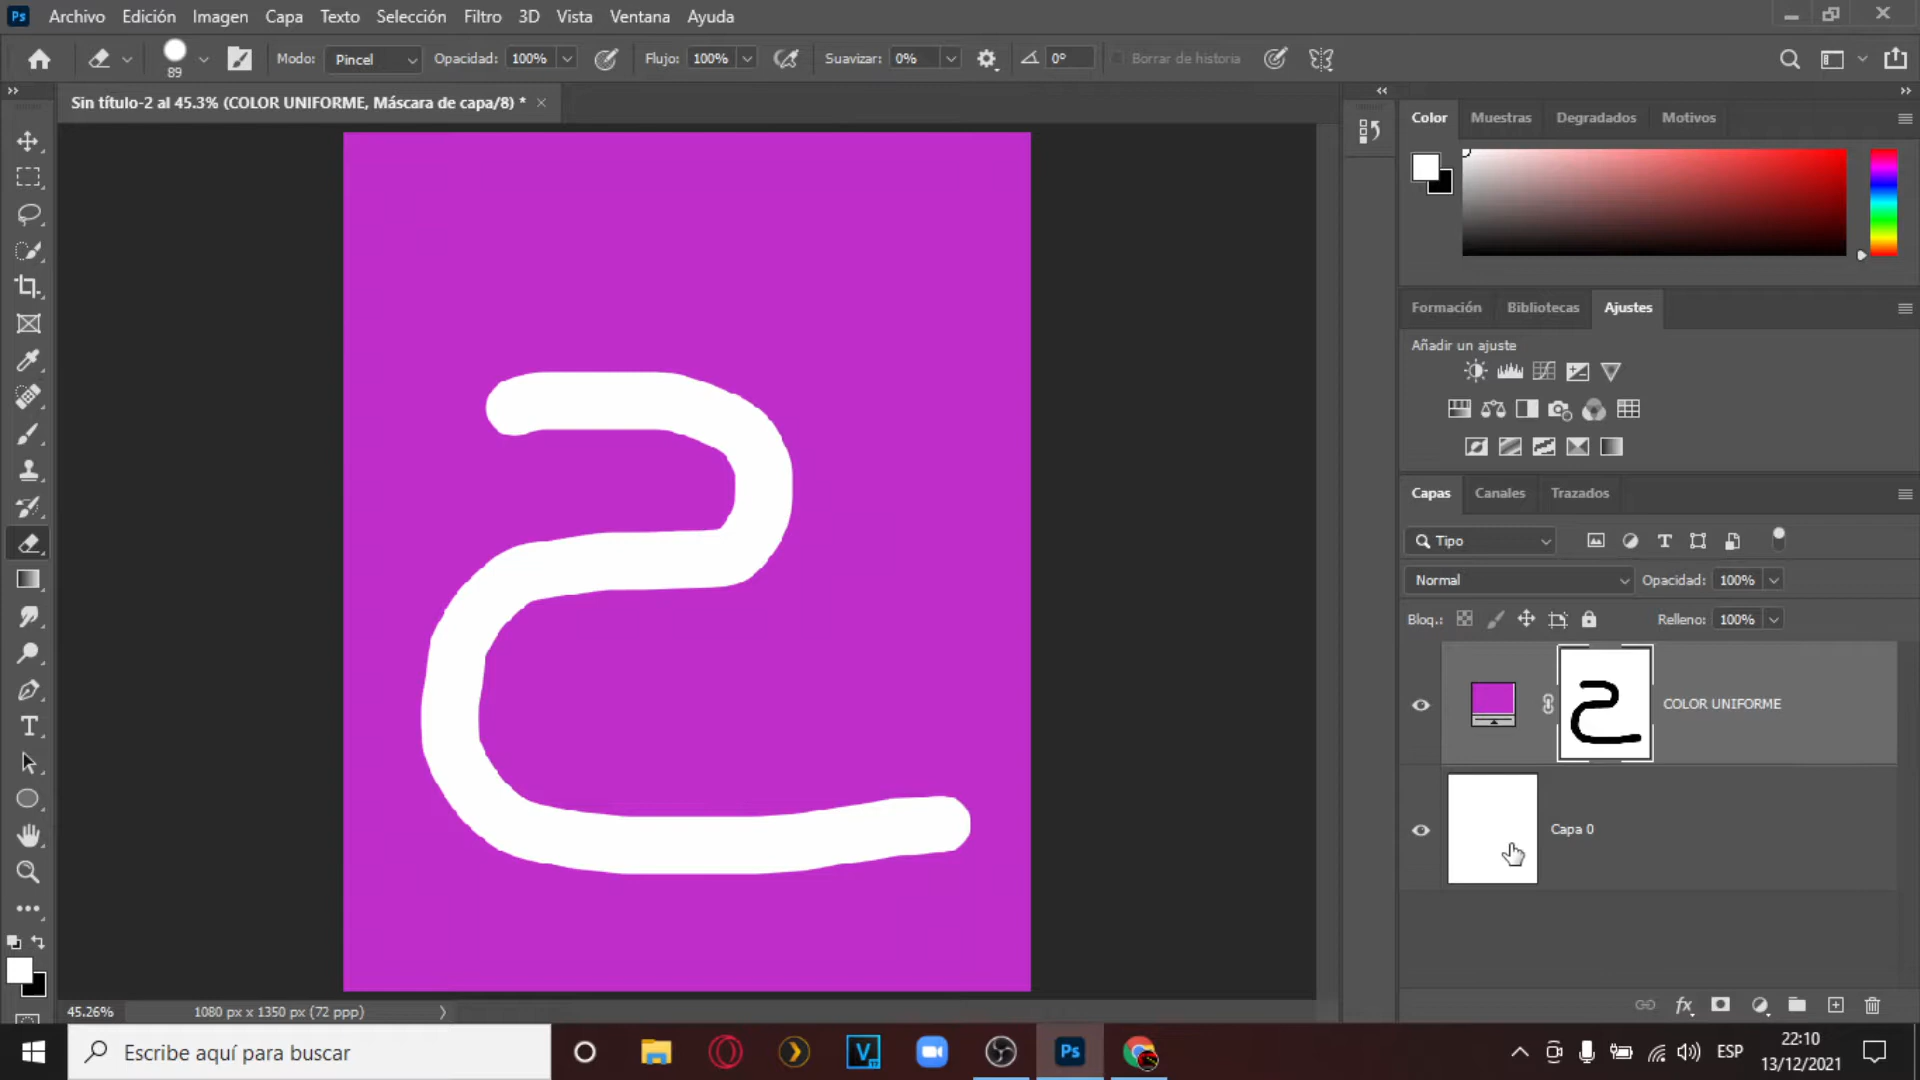 Ps Archivo Edición Imagen Capa Texto Selección Filtro 3D Vista Ventana Ayuda
89 Modo: Pincel Opacidad: 100% Flujo: 100% Suavizar: 0% 0° Borrar de historia
Sin título-2 al 45.3% (COLOR UNIFORME, Máscara de capa/8) *
Color Muestras Degradados Motivos
Formación Bibliotecas Ajustes
Añadir un ajuste
Capas Canales Trazados
Tipo
Normal Opacidad: 100%
Bloq.: Relleno: 100%
COLOR UNIFORME
Capa 0
45.26% 1080 px x 1350 px (72 ppp)
Escribe aquí para buscar
Ps
ESP
22:10
13/12/2021